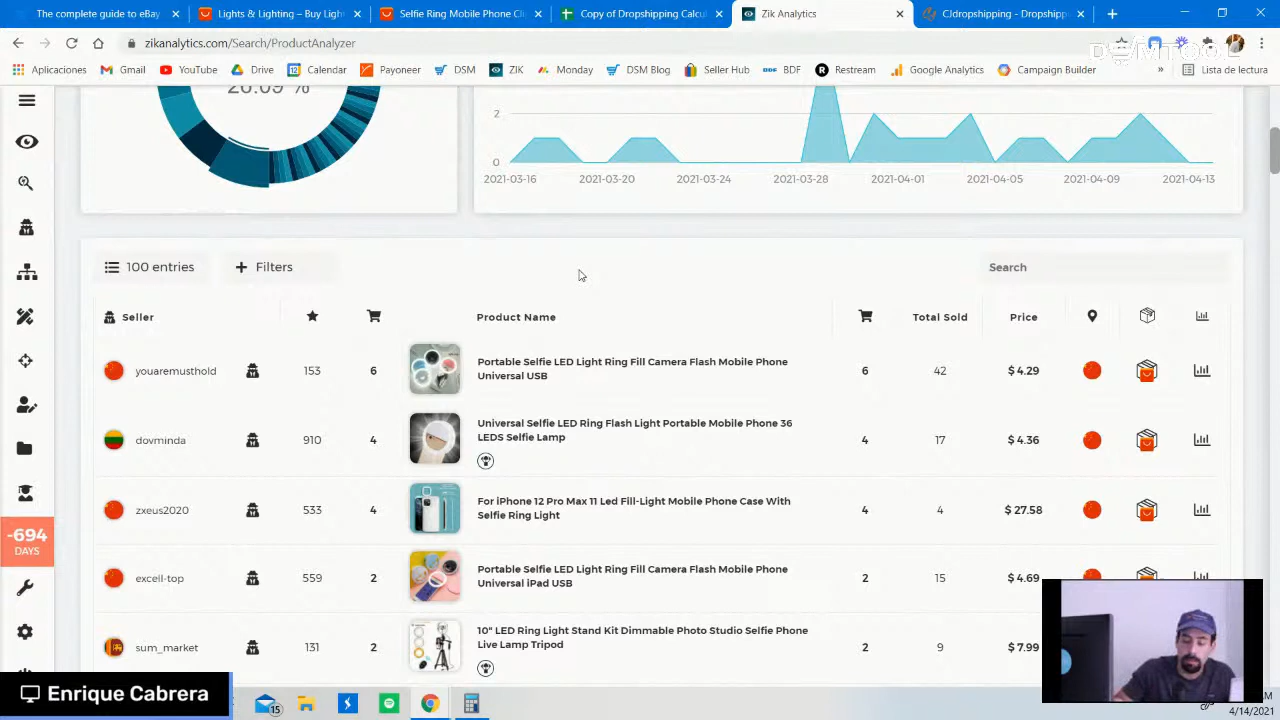 The complete guide to eBay
Lights & Lighting – Buy Ligh
Selfie Ring Mobile Phone Cli
Copy of Dropshipping Calcu
Zik Analytics
CJdropshipping - Dropshipp
zikanalytics.com/Search/ProductAnalyzer
Aplicaciones
Gmail
YouTube
Drive
Calendar
Payoneer
DSM
ZIK
Monday
DSM Blog
Seller Hub
BDF
Restream
Google Analytics
Campaign Builder
»
Lista de lectura
2
0
2021-03-16
2021-03-20
2021-03-24
2021-03-28
2021-04-01
2021-04-05
2021-04-09
2021-04-13
100 entries
Filters
Search
Seller
Product Name
Total Sold
Price
youaremusthold
153
6
Portable Selfie LED Light Ring Fill Camera Flash Mobile Phone
Universal USB
6
42
$ 4.29
dovminda
910
4
Universal Selfie LED Ring Flash Light Portable Mobile Phone 36
LEDS Selfie Lamp
4
17
$ 4.36
zxeus2020
533
4
For iPhone 12 Pro Max 11 Led Fill-Light Mobile Phone Case With
Selfie Ring Light
4
4
$ 27.58
excell-top
559
2
Portable Selfie LED Light Ring Fill Camera Flash Mobile Phone
Universal iPad USB
2
15
$ 4.69
sum_market
131
2
10" LED Ring Light Stand Kit Dimmable Photo Studio Selfie Phone
Live Lamp Tripod
2
9
$ 7.99
-694
DAYS
Enrique Cabrera
15
4/14/2021